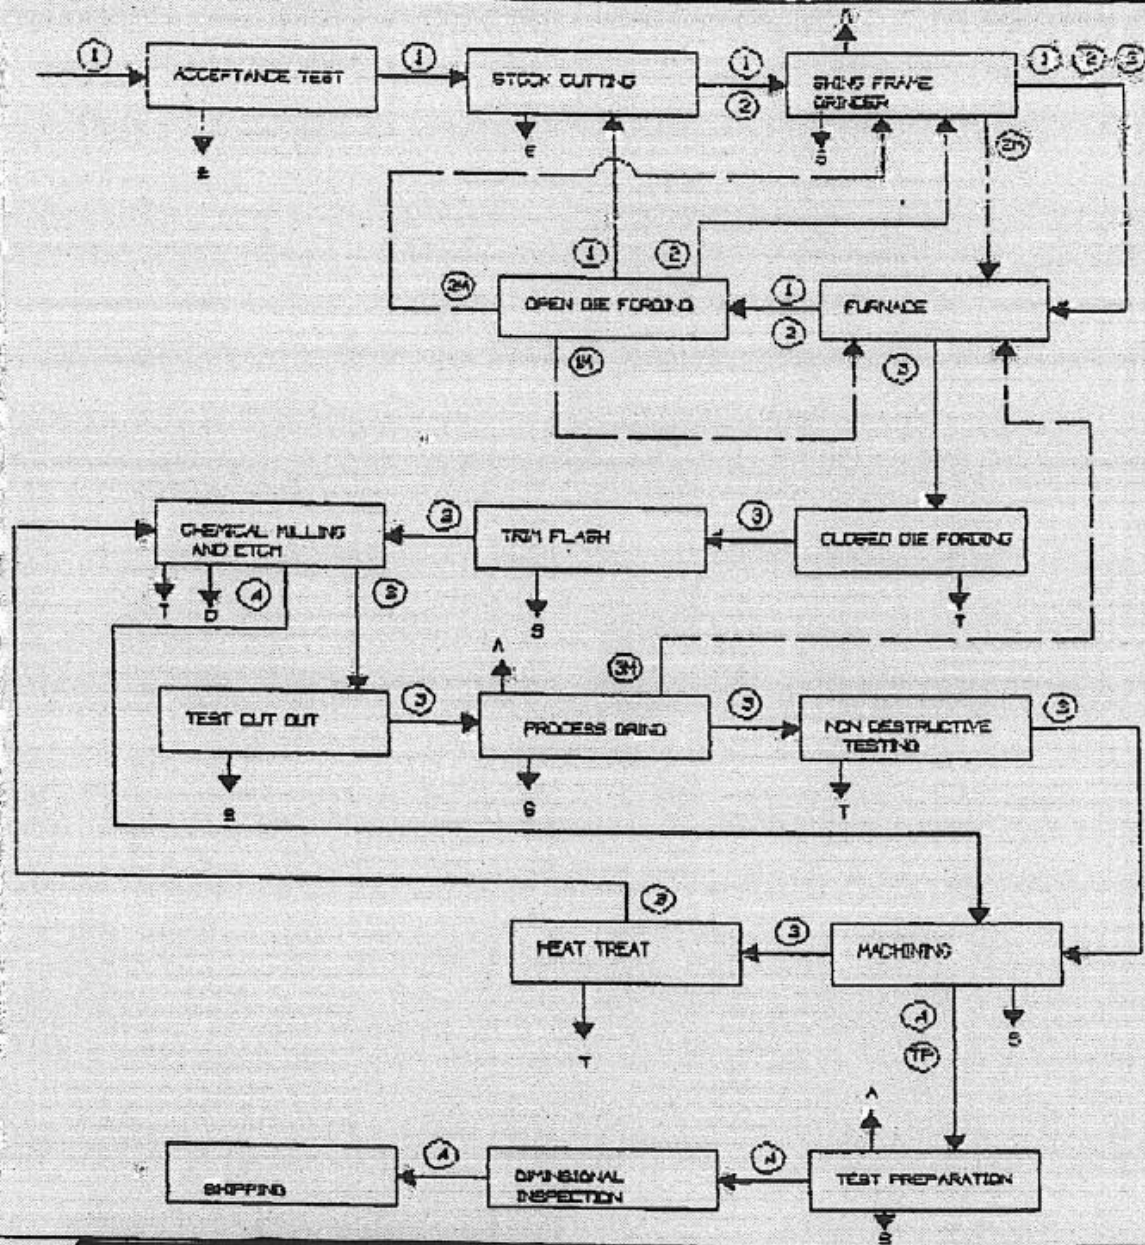 1
ACCEPTANCE TEST
1
STOCK CUTTING
1
2
SWING FRAME
GRINDER
A
1 2 3
S
2M
1
2
2M
OPEN DIE FORGING
1
2
FURNACE
1M
3
CHEMICAL MILLING
AND ETCH
3
TRIM FLASH
3
CLOSED DIE FORGING
T
A
3
S
T
A
3M
TEST CUT OUT
3
PROCESS GRIND
3
NON DESTRUCTIVE
TESTING
3
S
T
3
HEAT TREAT
3
MACHINING
T
A
TP
S
A
SHIPPING
A
DIMINSIONAL
INSPECTION
A
TEST PREPARATION
S